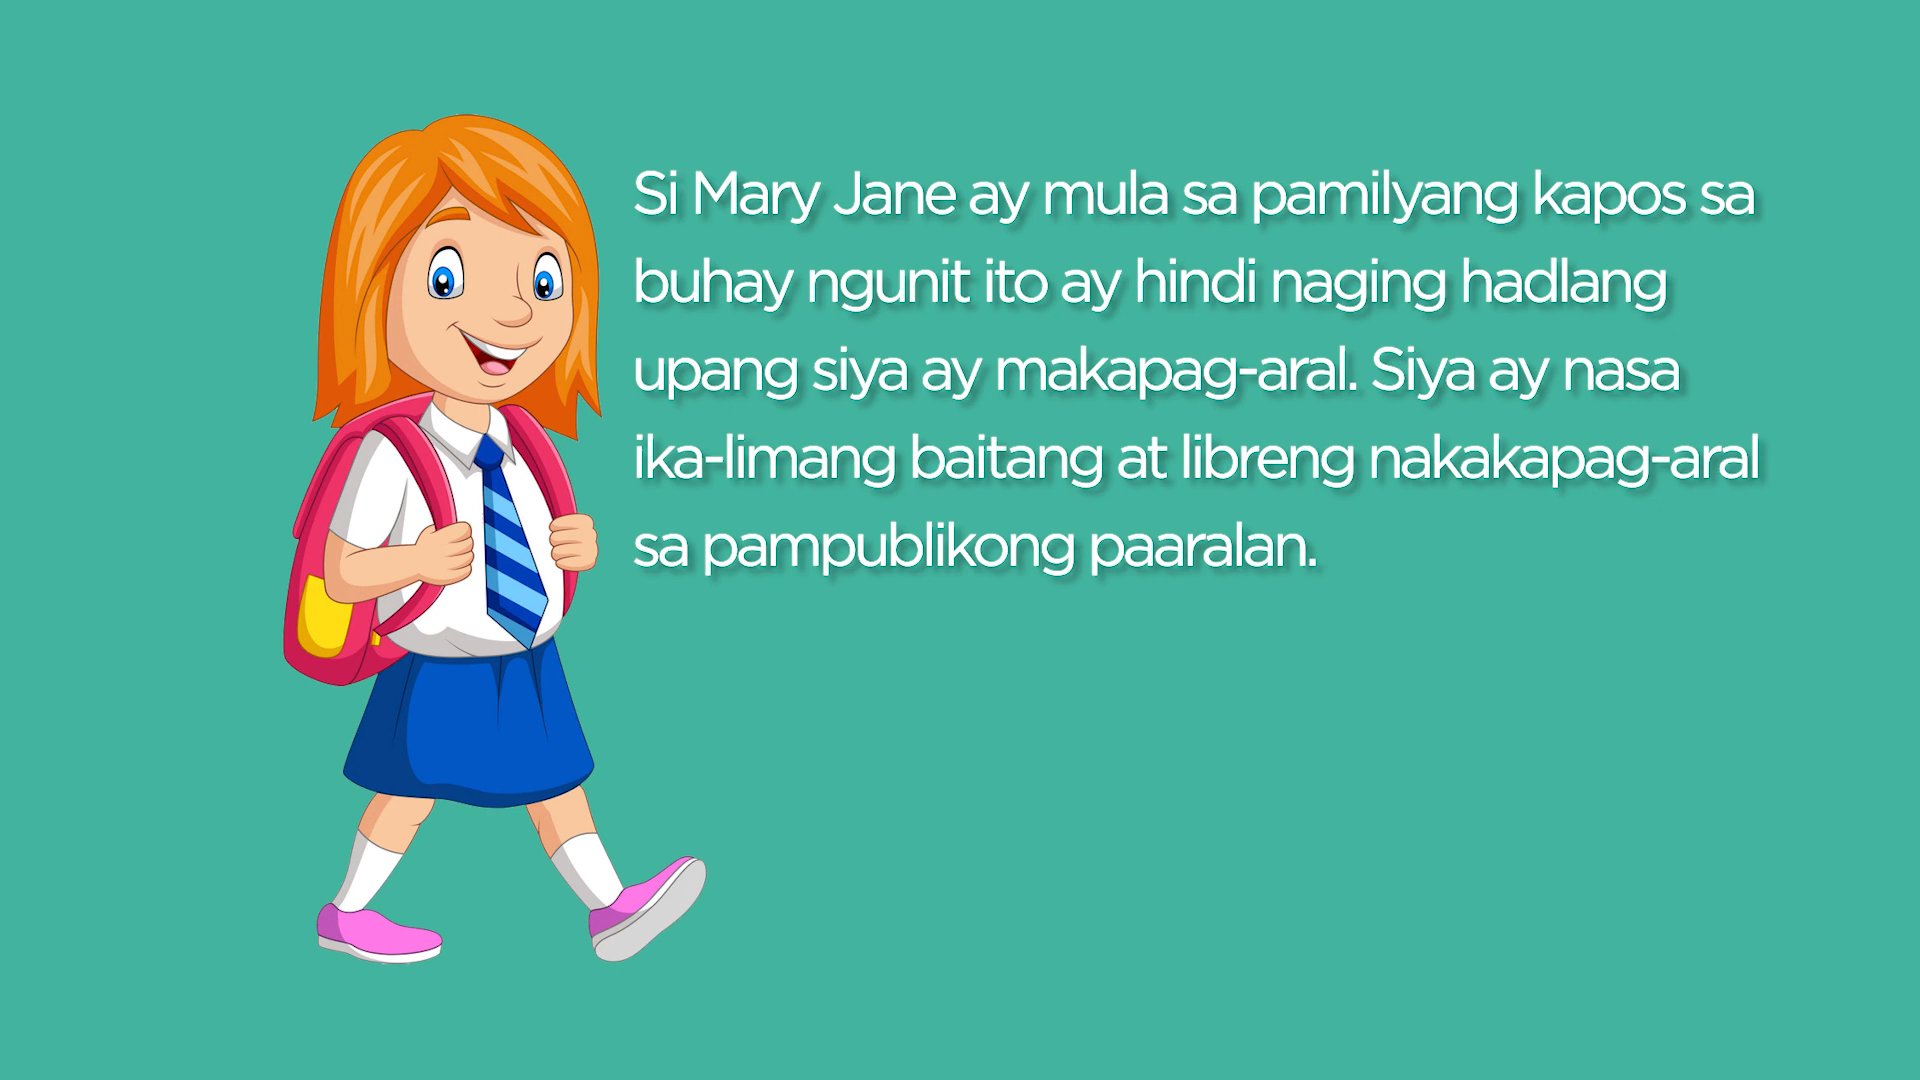 Si Mary Jane ay mula sa pamilyang kapos sa
buhay ngunit ito ay hindi naging hadlang
upang siya ay makapag-aral. Siya ay nasa
ika-limang baitang at libreng nakakapag-aral
sa pampublikong paaralan.